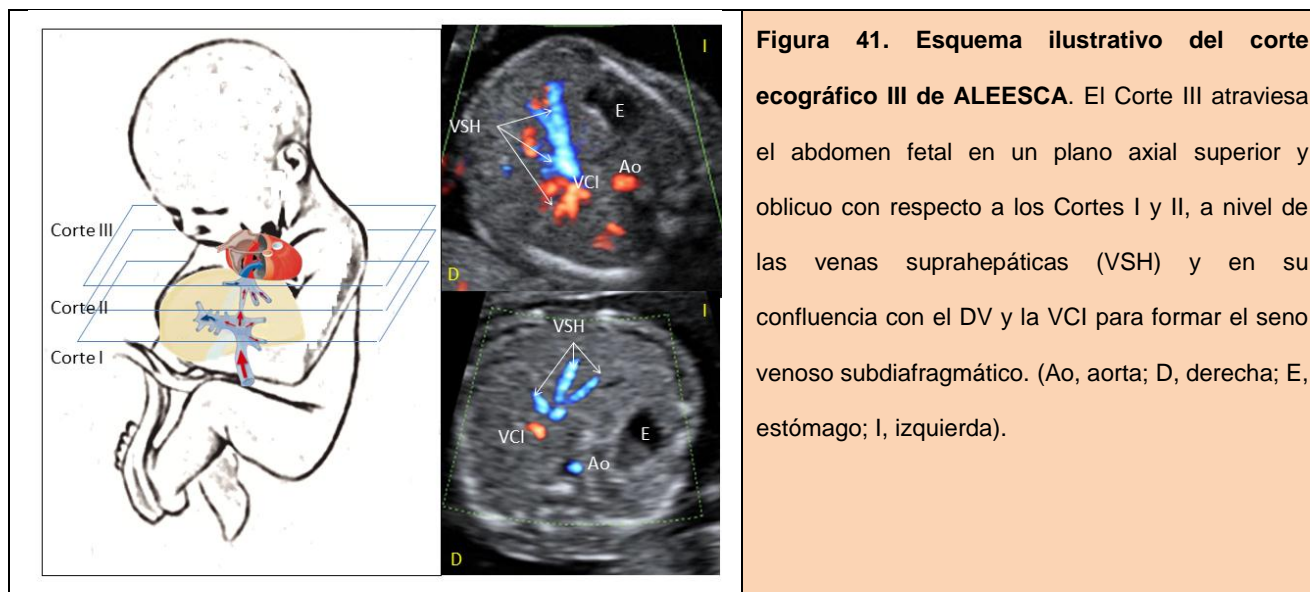 Corte III
Corte II
Corte I
I
E
VSH
Ao
VCI
D
I
VSH
VCI
E
Ao
D
Figura 41. Esquema ilustrativo del corte
ecográfico III de ALEESCA. El Corte III atraviesa
el abdomen fetal en un plano axial superior y
oblicuo con respecto a los Cortes I y II, a nivel de
las venas suprahepáticas (VSH) y en su
confluencia con el DV y la VCI para formar el seno
venoso subdiafragmático. (Ao, aorta; D, derecha; E,
estómago; I, izquierda).